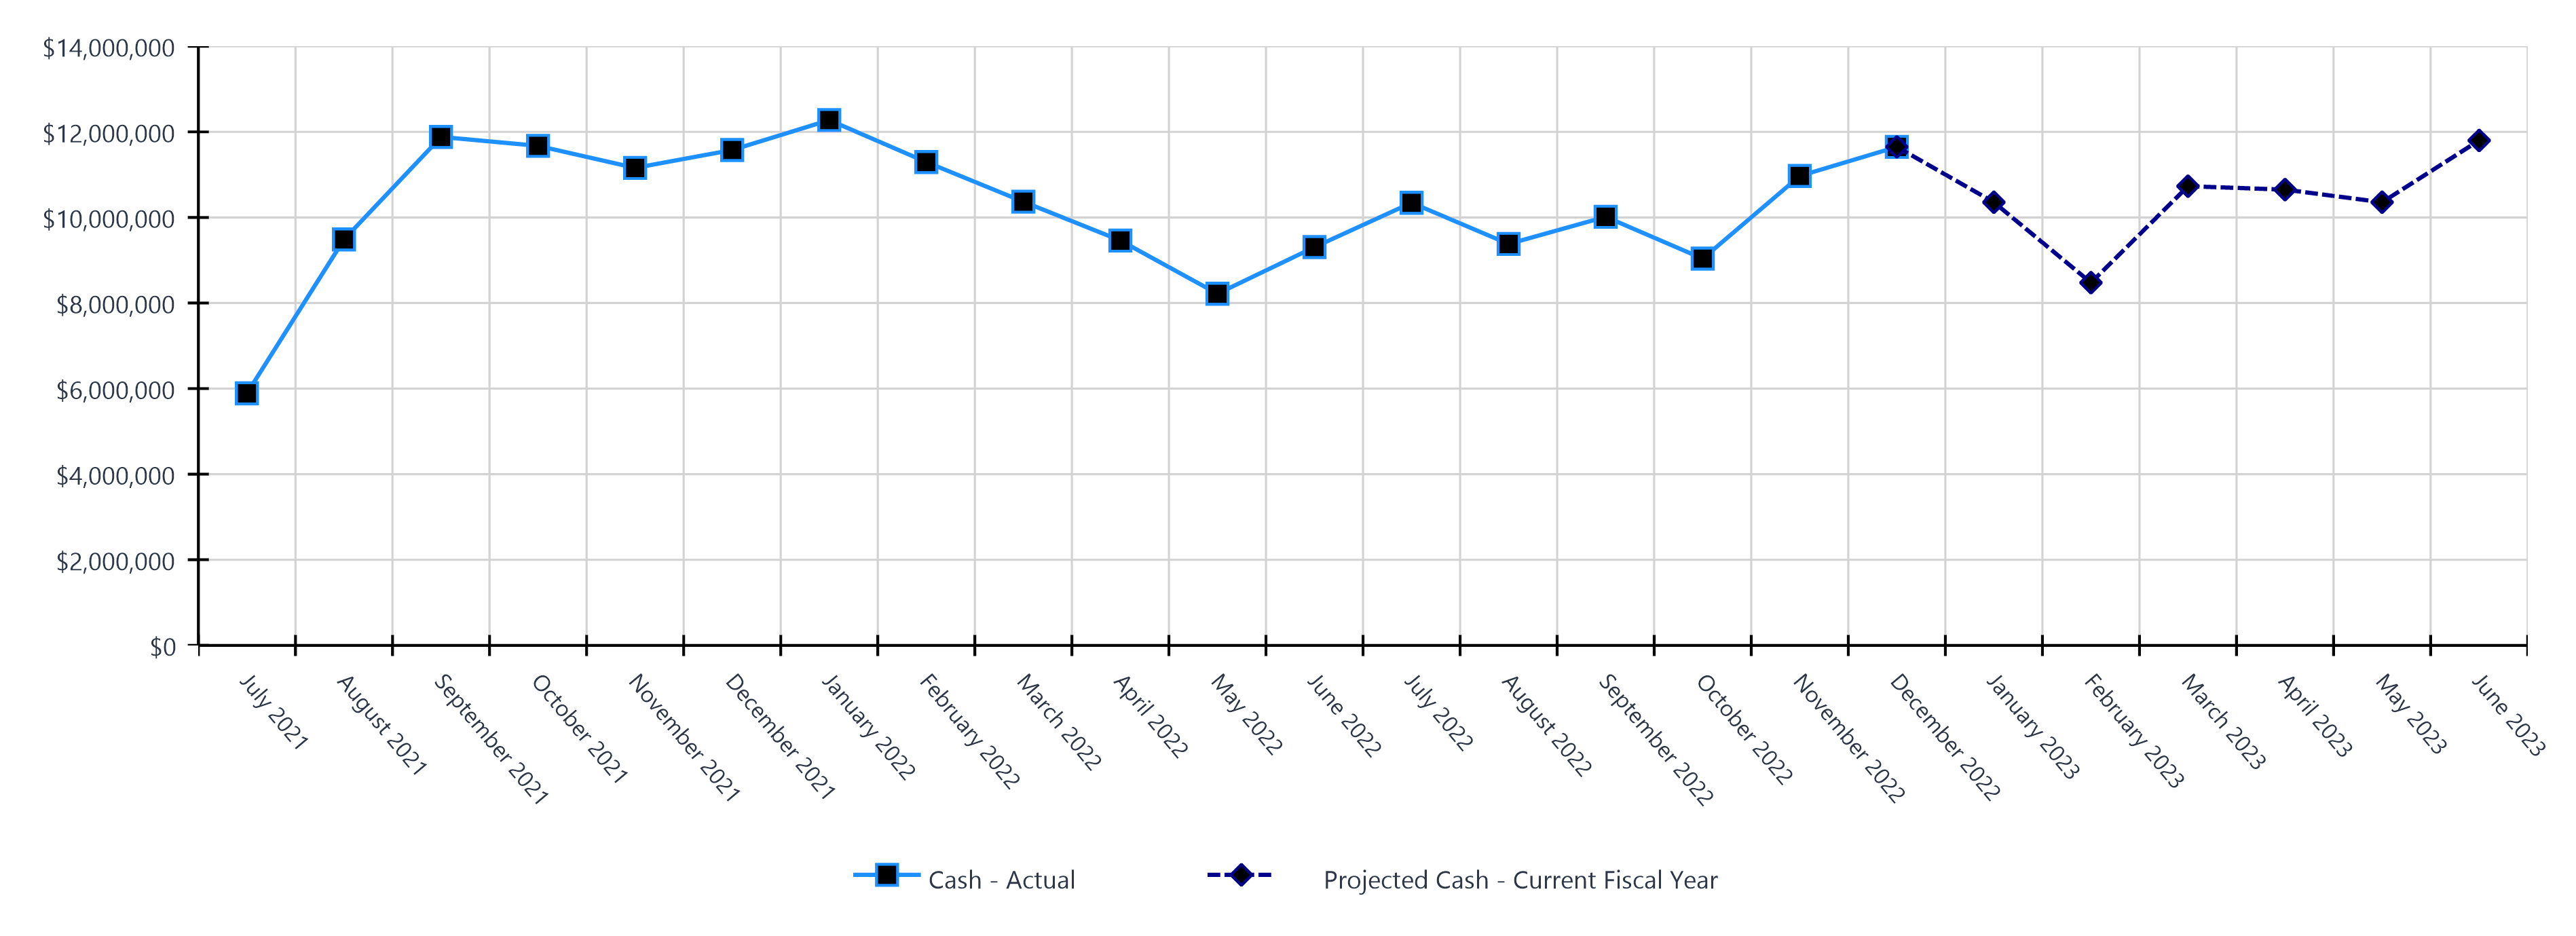 $14,000,000
$12,000,000
$10,000,000
$8,000,000
$6,000,000
$4,000,000
$2,000,000
$0
July 2021
August 2021
September 2021
October 2021
November 2021
December 2021
January 2022
February 2022
March 2022
April 2022
May 2022
June 2022
July 2022
August 2022
September 2022
October 2022
November 2022
December 2022
January 2023
February 2023
March 2023
April 2023
May 2023
June 2023
Cash - Actual
Projected Cash - Current Fiscal Year